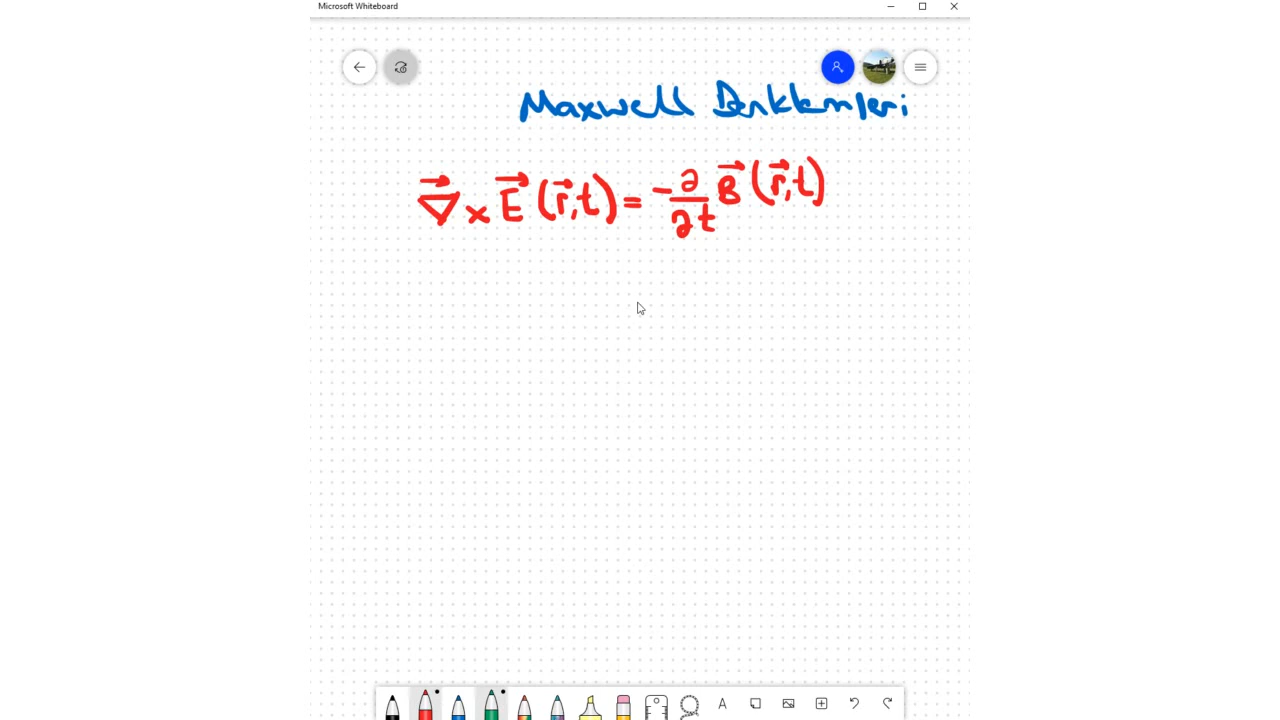 Microsoft Whiteboard
Maxwell Denklemleri
∇⃗ × E⃗ (r⃗,t) = -∂/∂t B⃗ (r⃗,t)
A